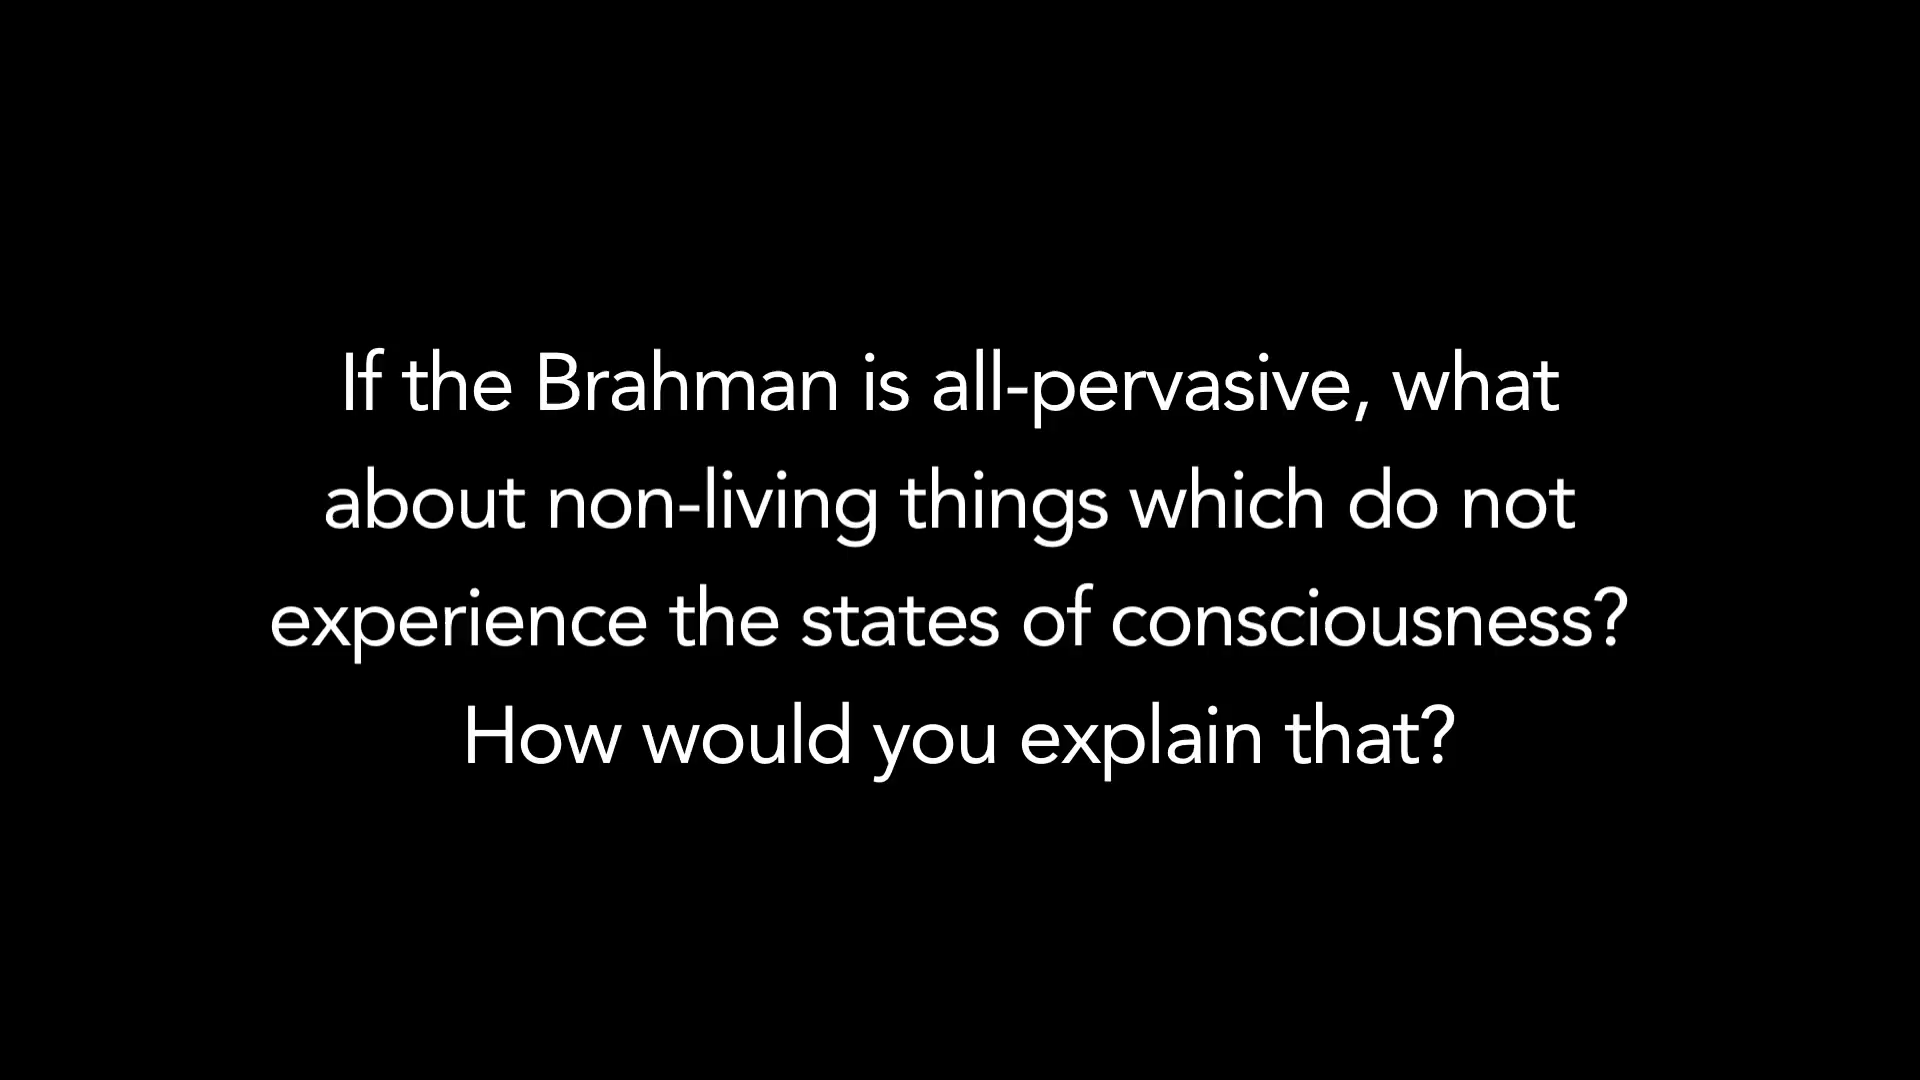 If the Brahman is all-pervasive, what
about non-living things which do not
experience the states of consciousness?
How would you explain that?